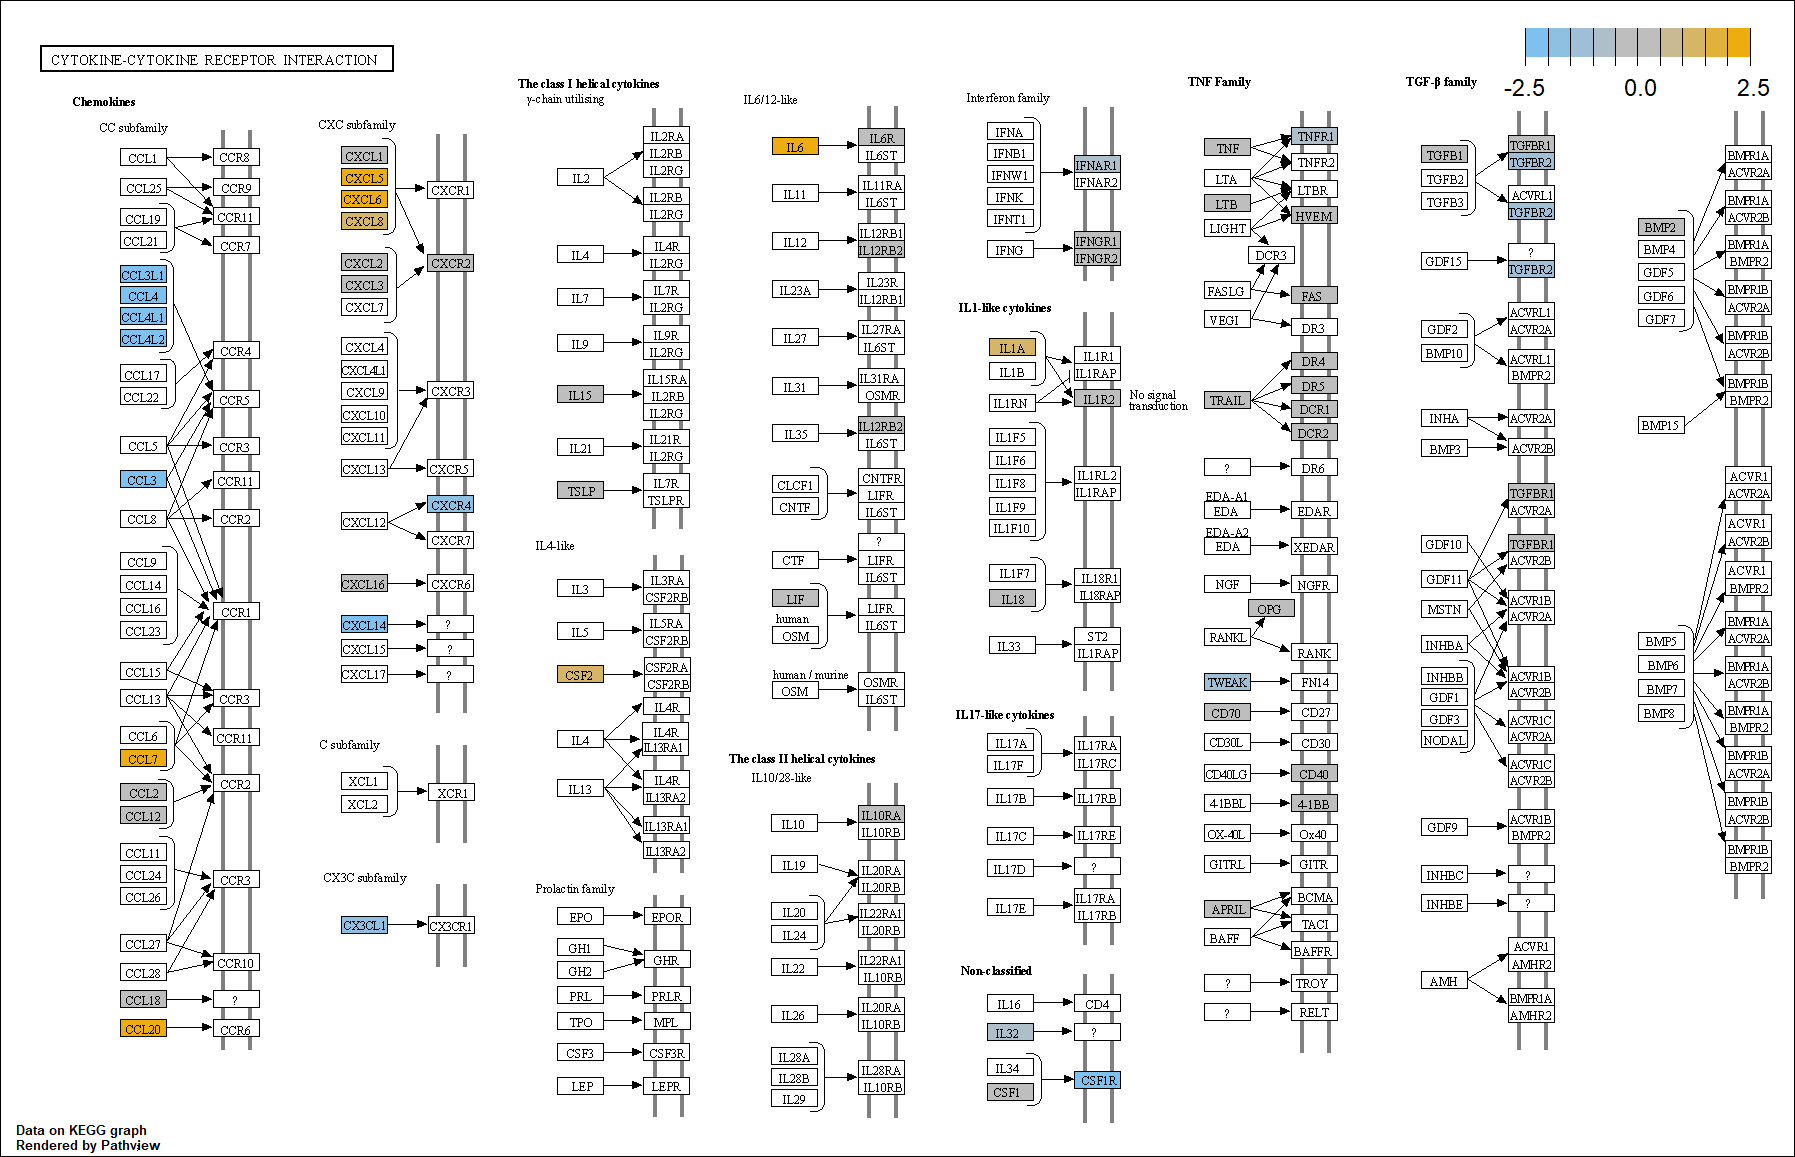 CYTOKINE-CYTOKINE RECEPTOR INTERACTION
-2.5
0.0
2.5
Chemokines
CC subfamily
CCL1
CCR8
CCL25
CCR9
CCL19
CCR11
CCL21
CCR7
CCL3L1
CCL4
CCL4L1
CCL4L2
CCR4
CCL17
CCL22
CCR5
CCL5
CCR3
CCL3
CCR11
CCL8
CCR2
CCL9
CCL14
CCL16
CCL23
CCR1
CCL15
CCL13
CCR3
CCL6
CCR11
CCL7
CCR2
CCL2
CCL12
CCL11
CCL24
CCL26
CCR3
CCL27
CCL28
CCR10
CCL18
?
CCL20
CCR6
CXC subfamily
CXCL1
CXCL5
CXCL6
CXCL8
CXCR1
CXCL2
CXCL3
CXCL7
CXCR2
CXCL4
CXCL4L1
CXCL9
CXCL10
CXCL11
CXCR3
CXCL13
CXCR5
CXCR4
CXCL12
CXCR7
CXCL16
CXCR6
CXCL14
?
CXCL15
?
CXCL17
?
C subfamily
XCL1
XCL2
XCR1
CX3C subfamily
CX3CL1
CX3CR1
The class I helical cytokines
γ-chain utilising
IL2
IL2RA
IL2RB
IL2RG
IL2RB
IL2RG
IL4
IL4R
IL2RG
IL7
IL7R
IL2RG
IL9
IL9R
IL2RG
IL15
IL15RA
IL2RB
IL2RG
IL21
IL21R
IL2RG
TSLP
IL7R
TSLPR
IL4-like
IL3
IL3RA
CSF2RB
IL5
IL5RA
CSF2RB
CSF2
CSF2RA
CSF2RB
IL4R
IL4
IL4R
IL13RA1
IL13
IL4R
IL13RA2
IL13RA1
IL13RA2
Prolactin family
EPO
EPOR
GH1
GH2
GHR
PRL
PRLR
TPO
MPL
CSF3
CSF3R
LEP
LEPR
IL6/12-like
IL6
IL6R
IL6ST
IL11
IL11RA
IL6ST
IL12
IL12RB1
IL12RB2
IL23A
IL23R
IL12RB1
IL27
IL27RA
IL6ST
IL31
IL31RA
OSMR
IL35
IL12RB2
IL6ST
CLCF1
CNTF
CNTFR
LIFR
IL6ST
CTF
?
LIFR
IL6ST
LIF
human
OSM
LIFR
IL6ST
human / murine
OSM
OSMR
IL6ST
The class II helical cytokines
IL10/28-like
IL10
IL10RA
IL10RB
IL19
IL20RA
IL20RB
IL20
IL24
IL22RA1
IL20RB
IL22
IL22RA1
IL10RB
IL26
IL20RA
IL10RB
IL28A
IL28B
IL29
IL28RA
IL10RB
Interferon family
IFNA
IFNB1
IFNW1
IFNK
IFNT1
IFNAR1
IFNAR2
IFNG
IFNGR1
IFNGR2
IL1-like cytokines
IL1A
IL1B
IL1R1
IL1RAP
IL1RN
IL1R2
No signal
transduction
IL1F5
IL1F6
IL1F8
IL1F9
IL1F10
IL1RL2
IL1RAP
IL1F7
IL18
IL18R1
IL18RAP
IL33
ST2
IL1RAP
IL17-like cytokines
IL17A
IL17F
IL17RA
IL17RC
IL17B
IL17RB
IL17C
IL17RE
IL17D
?
IL17E
IL17RA
IL17RB
Non-classified
IL16
CD4
IL32
?
IL34
CSF1
CSF1R
TNF Family
TNF
TNFR1
TNFR2
LTA
LTBR
LTB
HVEM
LIGHT
DCR3
FASLG
FAS
VEGI
DR3
DR4
DR5
TRAIL
DCR1
DCR2
?
DR6
EDA-A1
EDA
EDAR
EDA-A2
EDA
XEDAR
NGF
NGFR
OPG
RANKL
RANK
TWEAK
FN14
CD70
CD27
CD30L
CD30
CD40LG
CD40
4-1BBL
4-1BB
OX-40L
Ox40
GITRL
GITR
BCMA
APRIL
TACI
BAFF
BAFFR
?
TROY
?
RELT
TGF-β family
TGFB1
TGFB2
TGFB3
TGFBR1
TGFBR2
ACVRL1
TGFBR2
GDF15
?
TGFBR2
GDF2
BMP10
ACVRL1
ACVR2A
ACVRL1
BMPR2
INHA
ACVR2A
BMP3
ACVR2B
TGFBR1
ACVR2A
GDF10
TGFBR1
ACVR2B
GDF11
MSTN
ACVR1B
ACVR2A
INHBA
INHBB
GDF1
GDF3
NODAL
ACVR1B
ACVR2B
ACVR1C
ACVR2A
ACVR1C
ACVR2B
GDF9
ACVR1B
BMPR2
INHBC
?
INHBE
?
AMH
ACVR1
AMHR2
BMPR1A
AMHR2
BMP2
BMP4
GDF5
GDF6
GDF7
BMPR1A
ACVR2A
BMPR1A
ACVR2B
BMPR1A
BMPR2
BMPR1B
ACVR2A
BMPR1B
ACVR2B
BMPR1B
BMPR2
BMP15
BMP5
BMP6
BMP7
BMP8
ACVR1
ACVR2A
ACVR1
ACVR2B
ACVR1
BMPR2
BMPR1A
ACVR2A
BMPR1A
ACVR2B
BMPR1A
BMPR2
BMPR1B
ACVR2A
BMPR1B
ACVR2B
BMPR1B
BMPR2
Data on KEGG graph
Rendered by Pathview